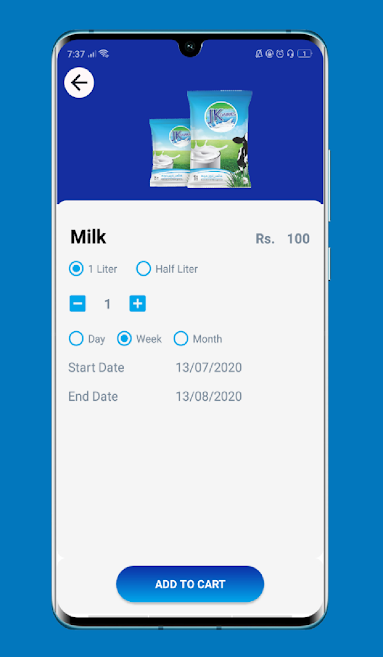 7:37
JK
Milk
Rs. 100
1 Liter
Half Liter
1
Day
Week
Month
Start Date
13/07/2020
End Date
13/08/2020
ADD TO CART